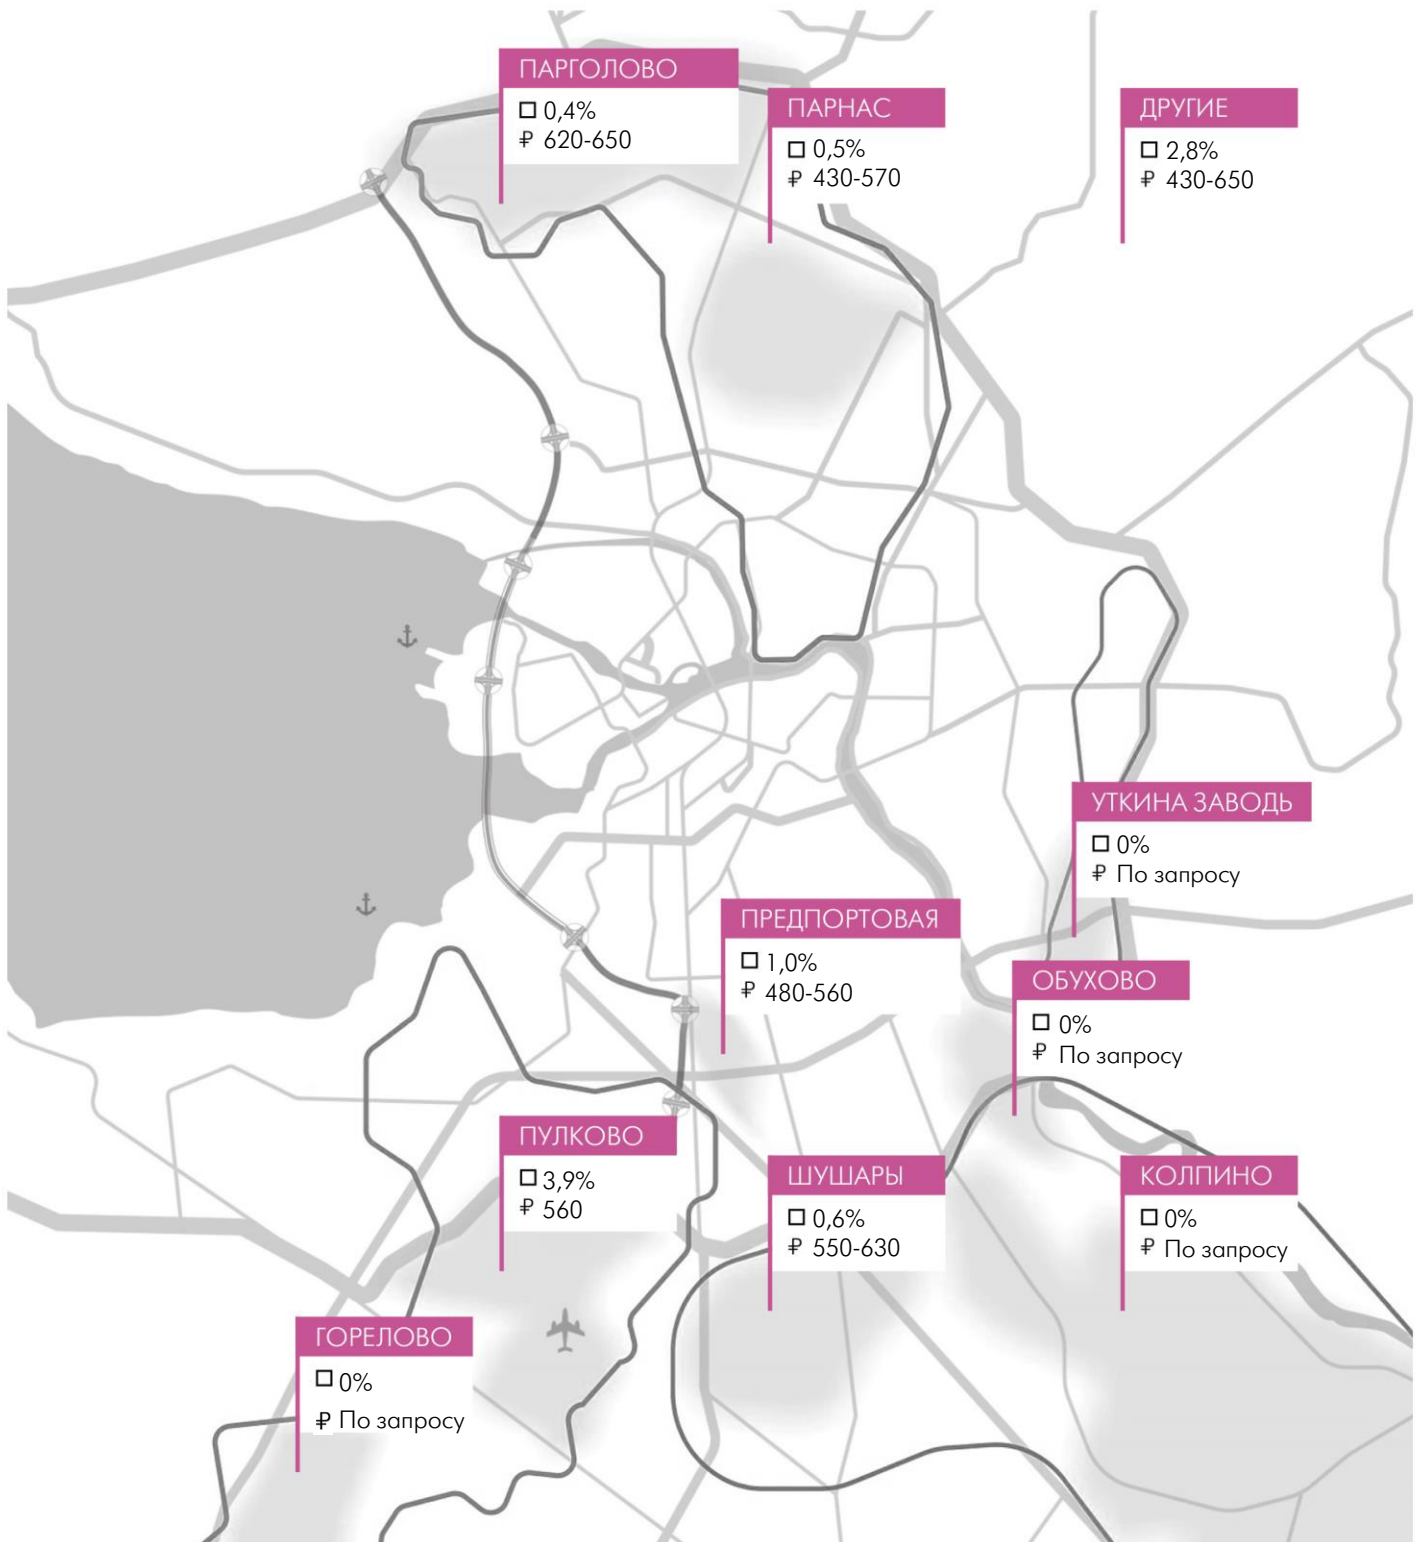 ПАРГОЛОВО
0,4%
₽ 620-650
ПАРНАС
0,5%
₽ 430-570
ДРУГИЕ
2,8%
₽ 430-650
УТКИНА ЗАВОДЬ
0%
₽ По запросу
ПРЕДПОРТОВАЯ
1,0%
₽ 480-560
ОБУХОВО
0%
₽ По запросу
ПУЛКОВО
3,9%
₽ 560
ШУШАРЫ
0,6%
₽ 550-630
КОЛПИНО
0%
₽ По запросу
ГОРЕЛОВО
0%
₽ По запросу